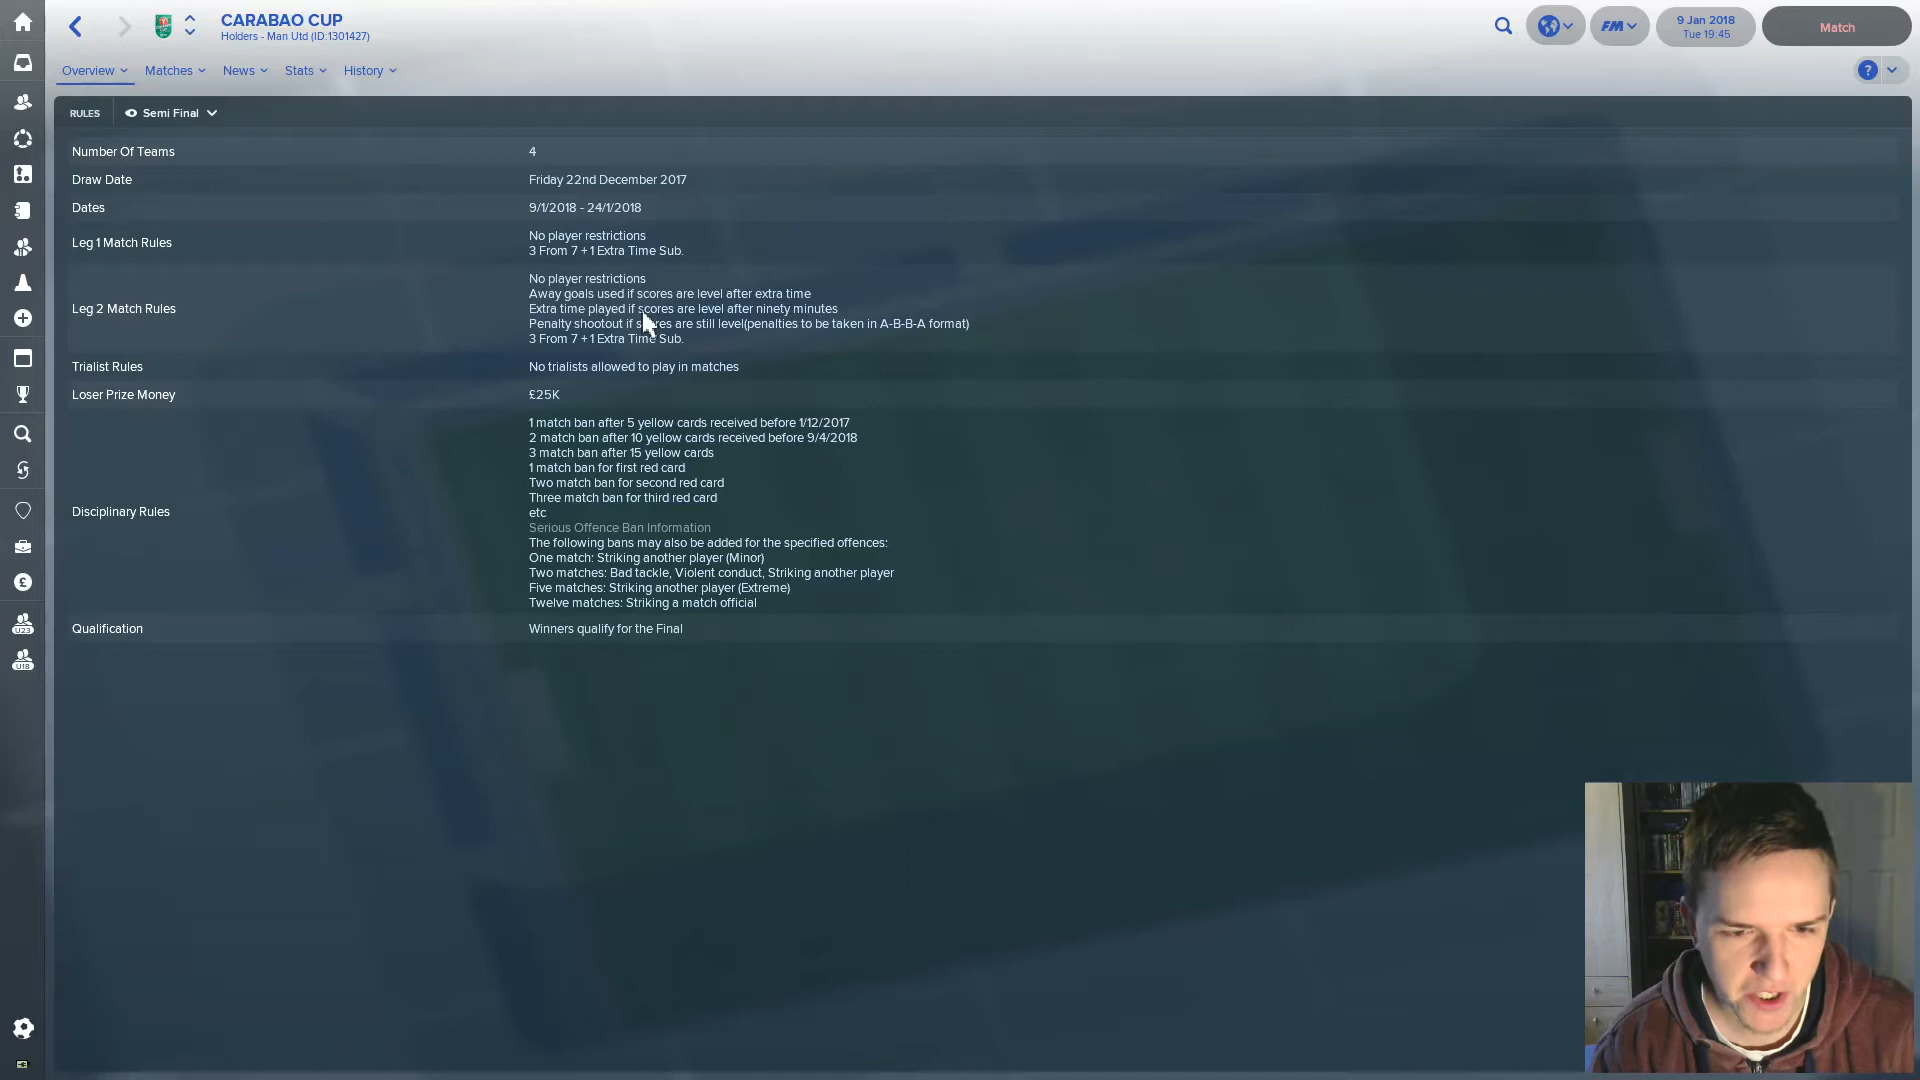 CARABAO CUP
Holders - Man Utd (ID:1301427)
FM
9 Jan 2018
Tue 19:45
Match
Overview
Matches
News
Stats
History
?
RULES
Semi Final
Number Of Teams
4
Draw Date
Friday 22nd December 2017
Dates
9/1/2018 - 24/1/2018
Leg 1 Match Rules
No player restrictions
3 From 7 + 1 Extra Time Sub.
Leg 2 Match Rules
No player restrictions
Away goals used if scores are level after extra time
Extra time played if scores are level after ninety minutes
Penalty shootout if scores are still level(penalties to be taken in A-B-B-A format)
3 From 7 + 1 Extra Time Sub.
Trialist Rules
No trialists allowed to play in matches
Loser Prize Money
£25K
Disciplinary Rules
1 match ban after 5 yellow cards received before 1/12/2017
2 match ban after 10 yellow cards received before 9/4/2018
3 match ban after 15 yellow cards
1 match ban for first red card
Two match ban for second red card
Three match ban for third red card
etc
Serious Offence Ban Information
The following bans may also be added for the specified offences:
One match: Striking another player (Minor)
Two matches: Bad tackle, Violent conduct, Striking another player
Five matches: Striking another player (Extreme)
Twelve matches: Striking a match official
Qualification
Winners qualify for the Final
£
U23
U18